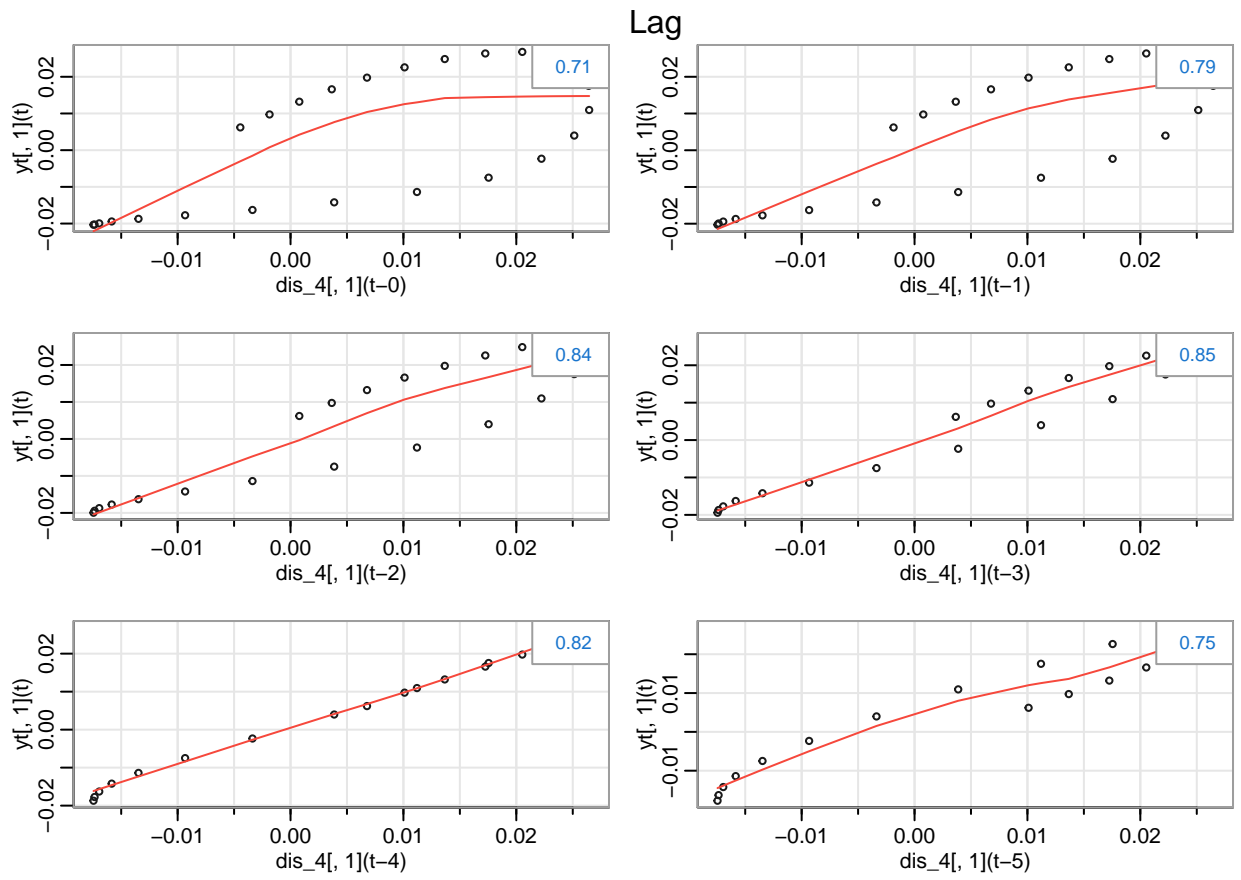 Lag
0.71
yt[, 1](t)
−0.02 0.00 0.02
−0.01 0.00 0.01 0.02
dis_4[, 1](t−0)
0.79
yt[, 1](t)
−0.02 0.00 0.02
−0.01 0.00 0.01 0.02
dis_4[, 1](t−1)
0.84
yt[, 1](t)
−0.02 0.00 0.02
−0.01 0.00 0.01 0.02
dis_4[, 1](t−2)
0.85
yt[, 1](t)
−0.02 0.00 0.02
−0.01 0.00 0.01 0.02
dis_4[, 1](t−3)
0.82
yt[, 1](t)
−0.02 0.00 0.02
−0.01 0.00 0.01 0.02
dis_4[, 1](t−4)
0.75
yt[, 1](t)
−0.01 0.01
−0.01 0.00 0.01 0.02
dis_4[, 1](t−5)